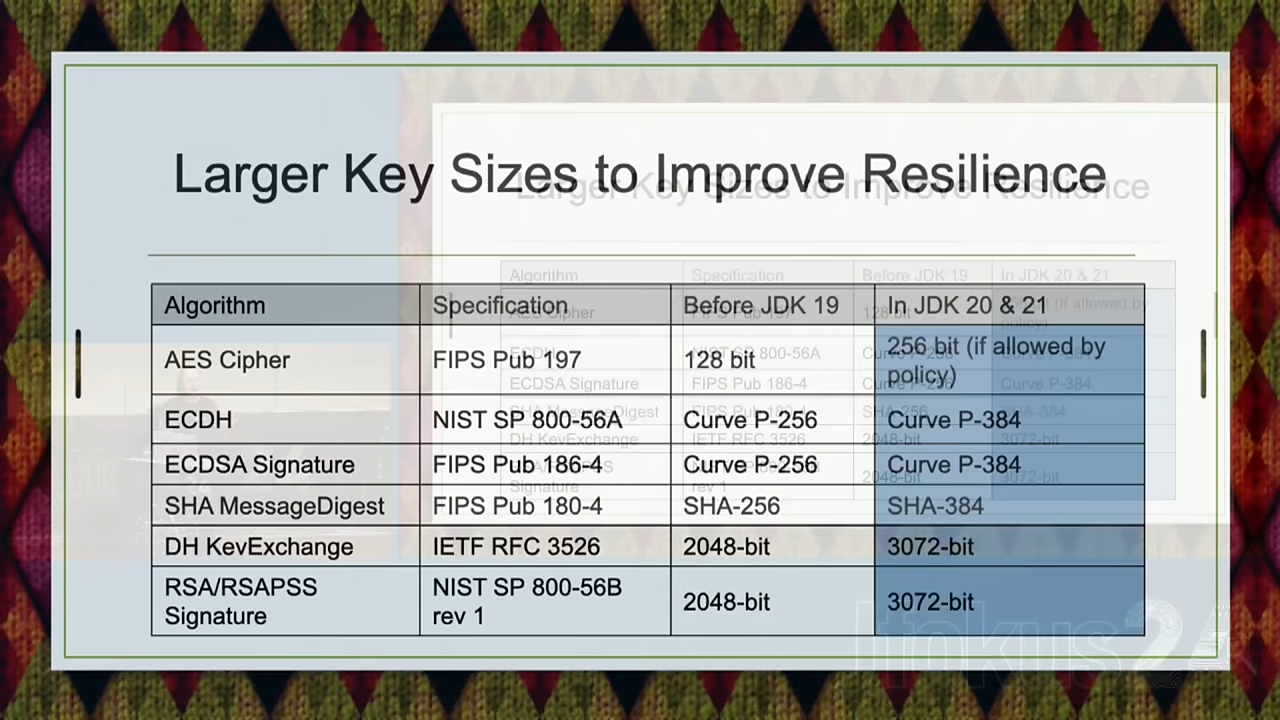 Larger Key Sizes to Improve Resilience
Algorithm Specification Before JDK 19 In JDK 20 & 21
AES Cipher FIPS Pub 197 128 bit 256 bit (if allowed by
policy)
ECDH NIST SP 800-56A Curve P-256 Curve P-384
ECDSA Signature FIPS Pub 186-4 Curve P-256 Curve P-384
SHA MessageDigest FIPS Pub 180-4 SHA-256 SHA-384
DH KevExchange IETF RFC 3526 2048-bit 3072-bit
RSA/RSAPSS NIST SP 800-56B 2048-bit 3072-bit
Signature rev 1